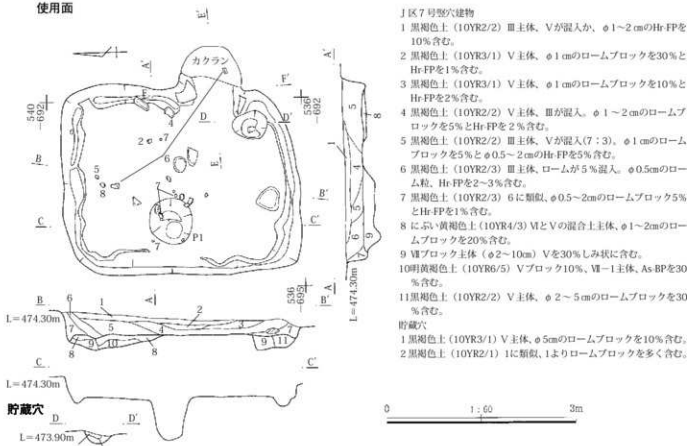 使用面
カクラン
E'
A'
F'
D
D'
E
B
B'
C
C'
P1
540
-692
536
-692
536
-695
A
A'
L=474.30m
B
B'
L=474.30m
C
C'
L=474.30m
貯蔵穴
D
D'
L=473.90m
J区7号竪穴建物
1 黒褐色土（10YR2/2）Ⅲ主体、Ⅴが混入か、φ1～2㎝のHr-FPを
10%含む。
2 黒褐色土（10YR3/1）Ⅴ主体、φ1㎝のロームブロックを30%と
Hr-FPを1%含む。
3 黒褐色土（10YR3/1）Ⅴ主体、φ1㎝のロームブロックを10%と
Hr-FPを2%含む。
4 黒褐色土（10YR2/2）Ⅴ主体、Ⅲが混入。φ1～2㎝のロームブ
ロックを5%とHr-FPを2%含む。
5 黒褐色土（10YR2/2）Ⅲ主体、Ⅴが混入(7：3)。φ1㎝のローム
ブロックを5%とφ0.5～2㎝のHr-FPを5%含む。
6 黒褐色土（10YR2/3）Ⅲ主体、ロームが5%混入。φ0.5㎝のロー
ム粒、Hr-FPを2～3%含む。
7 黒褐色土（10YR2/3）6に類似、φ0.5～2㎝のロームブロック5%
とHr-FPを1%含む。
8 にぶい黄褐色土（10YR4/3）ⅥとⅤの混合土主体、φ1～2㎝のロー
ムブロックを20%含む。
9 Ⅶブロック主体（φ2～10㎝）Ⅴを30%しみ状に含む。
10 明黄褐色土（10YR6/5）Ⅴブロック10%、Ⅶ－1主体、As-BPを30
%含む。
11 黒褐色土（10YR2/2）Ⅴ主体、φ2～5㎝のロームブロックを30
%含む。
貯蔵穴
1 黒褐色土（10YR3/1）Ⅴ主体、φ5㎝のロームブロックを10%含む。
2 黒褐色土（10YR2/1）1に類似、1よりロームブロックを多く含む。
0 1：60 3m